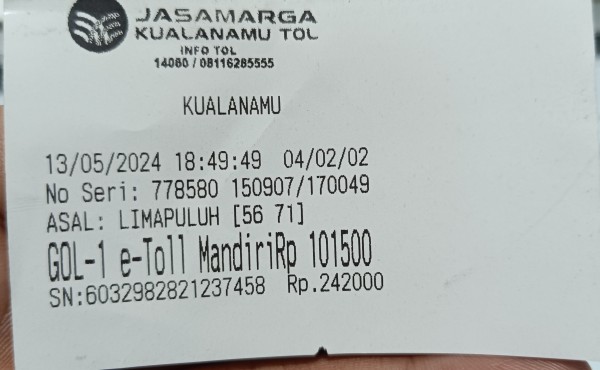 JASAMARGA
KUALANAMU TOL
INFO TOL
14080 / 08116285555
KUALANAMU
13/05/2024 18:49:49 04/02/02
No Seri: 778580 150907/170049
ASAL: LIMAPULUH [56 71]
GOL-1 e-Toll MandiriRp 101500
SN:6032982821237458 Rp.242000